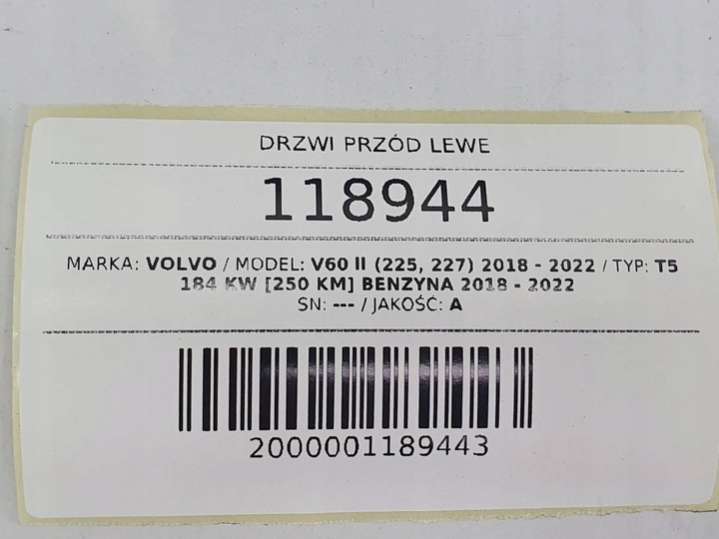 DRZWI PRZÓD LEWE
118944
MARKA: VOLVO / MODEL: V60 II (225, 227) 2018 - 2022 / TYP: T5
184 KW [250 KM] BENZYNA 2018 - 2022
SN: --- / JAKOŚĆ: A
2000001189443